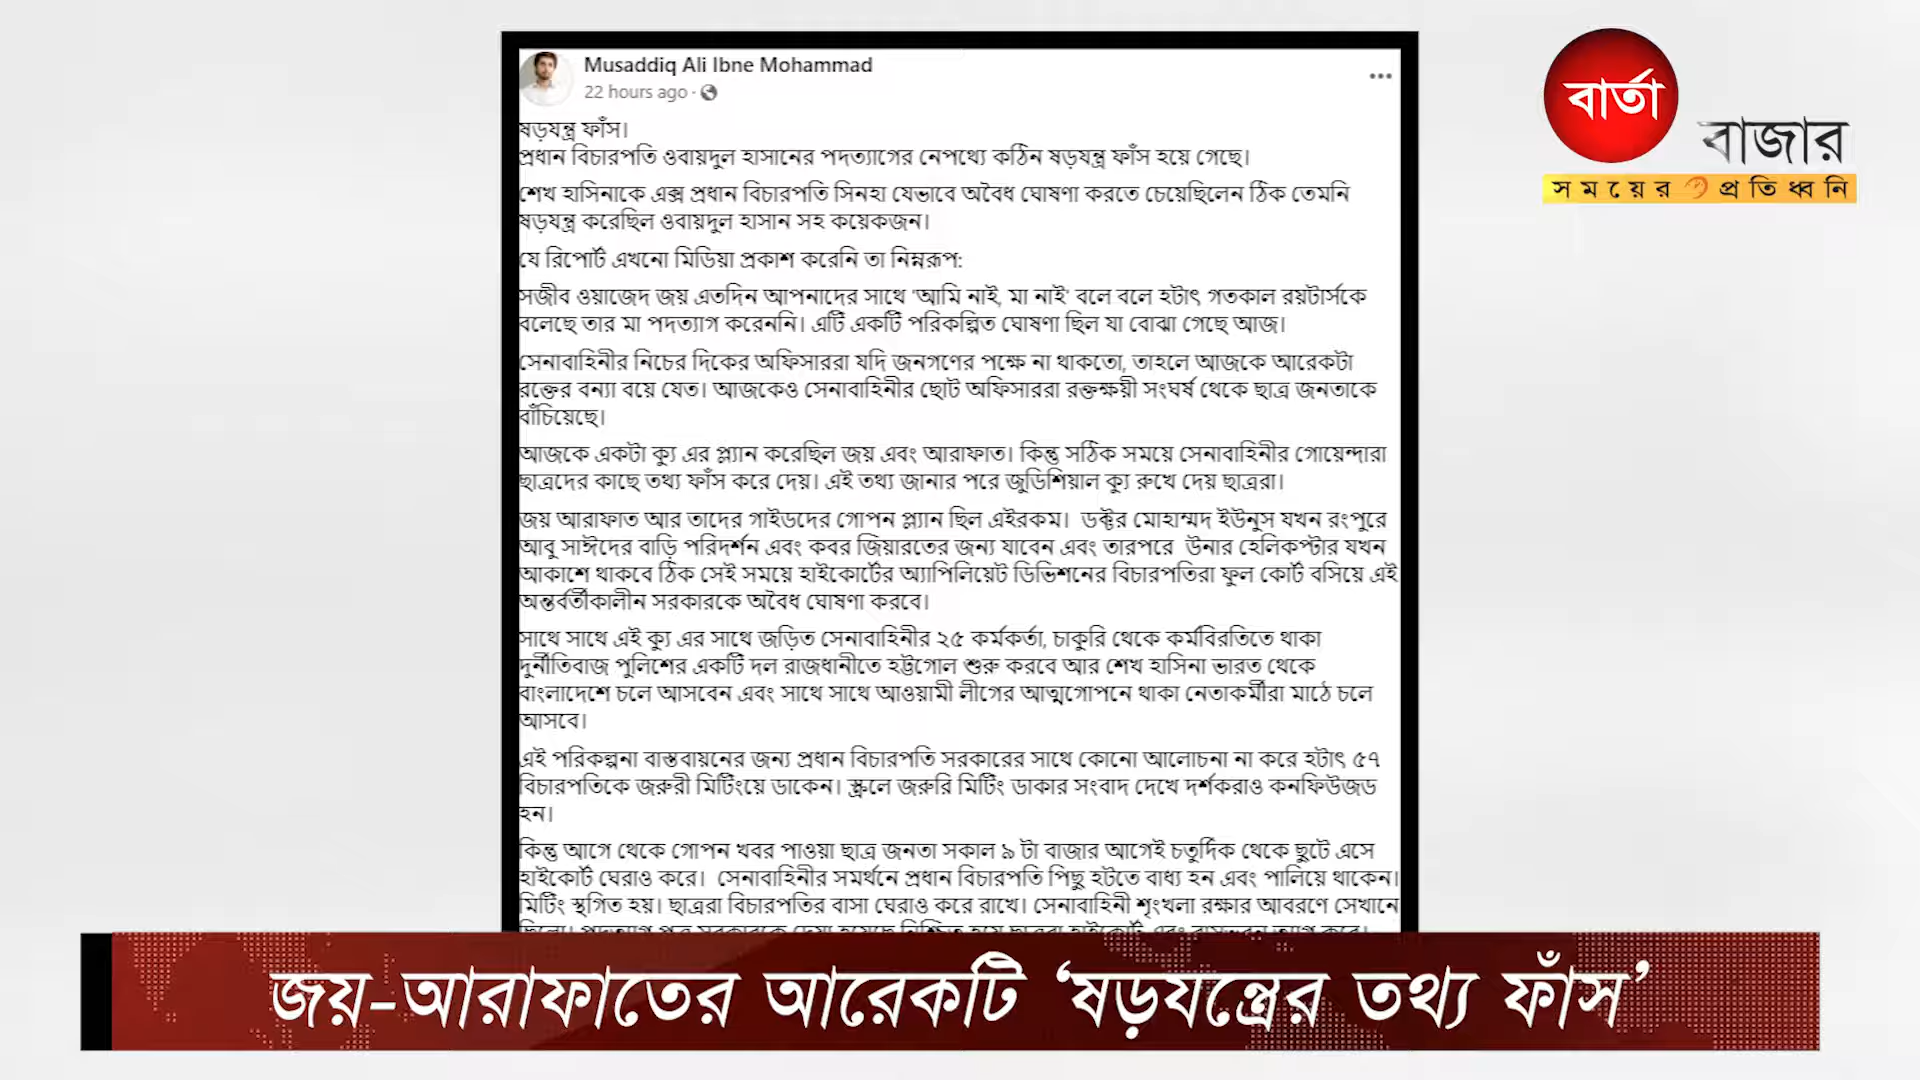 Musaddiq Ali Ibne Mohammad
22 hours ago ·
ষড়যন্ত্র ফাঁস।
প্রধান বিচারপতি ওবায়দুল হাসানের পদত্যাগের নেপথ্যে কঠিন ষড়যন্ত্র ফাঁস হয়ে গেছে।
শেখ হাসিনাকে এক্স প্রধান বিচারপতি সিনহা যেভাবে অবৈধ ঘোষণা করতে চেয়েছিলেন ঠিক তেমনি
ষড়যন্ত্র করেছিল ওবায়দুল হাসান সহ কয়েকজন।
যে রিপোর্ট এখনো মিডিয়া প্রকাশ করেনি তা নিম্নরূপ:
সজীব ওয়াজেদ জয় এতদিন আপনাদের সাথে 'আমি নাই, মা নাই' বলে বলে হটাৎ গতকাল রয়টার্সকে
বলেছে তার মা পদত্যাগ করেননি। এটি একটি পরিকল্পিত ঘোষণা ছিল যা বোঝা গেছে আজ।
সেনাবাহিনীর নিচের দিকের অফিসাররা যদি জনগণের পক্ষে না থাকতো, তাহলে আজকে আরেকটা
রক্তের বন্যা বয়ে যেত। আজকেও সেনাবাহিনীর ছোট অফিসাররা রক্তক্ষয়ী সংঘর্ষ থেকে ছাত্র জনতাকে
বাঁচিয়েছে।
আজকে একটা ক্যু এর প্ল্যান করেছিল জয় এবং আরাফাত। কিন্তু সঠিক সময়ে সেনাবাহিনীর গোয়েন্দারা
ছাত্রদের কাছে তথ্য ফাঁস করে দেয়। এই তথ্য জানার পরে জুডিশিয়াল ক্যু রুখে দেয় ছাত্ররা।
জয় আরাফাত আর তাদের গাইডদের গোপন প্ল্যান ছিল এইরকম। ডক্টর মোহাম্মদ ইউনুস যখন রংপুরে
আবু সাঈদের বাড়ি পরিদর্শন এবং কবর জিয়ারতের জন্য যাবেন এবং তারপরে উনার হেলিকপ্টার যখন
আকাশে থাকবে ঠিক সেই সময়ে হাইকোর্টের অ্যাপিলিয়েট ডিভিশনের বিচারপতিরা ফুল কোর্ট বসিয়ে এই
অন্তর্বর্তীকালীন সরকারকে অবৈধ ঘোষণা করবে।
সাথে সাথে এই ক্যু এর সাথে জড়িত সেনাবাহিনীর ২৫ কর্মকর্তা, চাকুরি থেকে কর্মবিরতিতে থাকা
দুর্নীতিবাজ পুলিশের একটি দল রাজধানীতে হট্টগোল শুরু করবে আর শেখ হাসিনা ভারত থেকে
বাংলাদেশে চলে আসবেন এবং সাথে সাথে আওয়ামী লীগের আত্মগোপনে থাকা নেতাকর্মীরা মাঠে চলে
আসবে।
এই পরিকল্পনা বাস্তবায়নের জন্য প্রধান বিচারপতি সরকারের সাথে কোনো আলোচনা না করে হটাৎ ৫৭
বিচারপতিকে জরুরী মিটিংয়ে ডাকেন। স্ক্রলে জরুরি মিটিং ডাকার সংবাদ দেখে দর্শকরাও কনফিউজড
হন।
কিন্তু আগে থেকে গোপন খবর পাওয়া ছাত্র জনতা সকাল ৯ টা বাজার আগেই চতুর্দিক থেকে ছুটে এসে
হাইকোর্ট ঘেরাও করে। সেনাবাহিনীর সমর্থনে প্রধান বিচারপতি পিছু হটতে বাধ্য হন এবং পালিয়ে থাকেন।
মিটিং স্থগিত হয়। ছাত্ররা বিচারপতির বাসা ঘেরাও করে রাখে। সেনাবাহিনী শৃংখলা রক্ষার আবরণে সেখানে
বার্তা
বাজার
সময়ের প্রতিধ্বনি
জয়-আরাফাতের আরেকটি ‘ষড়যন্ত্রের তথ্য ফাঁস’